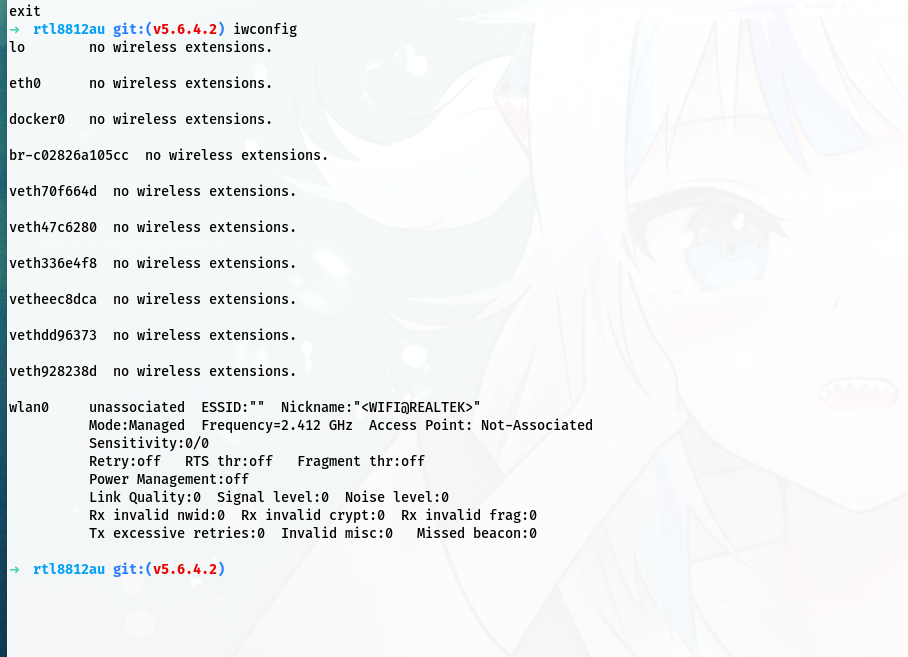 exit
→ rtl8812au git:(v5.6.4.2) iwconfig
lo        no wireless extensions.
eth0      no wireless extensions.
docker0   no wireless extensions.
br-c02826a105cc  no wireless extensions.
veth70f664d  no wireless extensions.
veth47c6280  no wireless extensions.
veth336e4f8  no wireless extensions.
vetheec8dca  no wireless extensions.
vethdd96373  no wireless extensions.
veth928238d  no wireless extensions.
wlan0     unassociated  ESSID:""  Nickname:"<WIFI@REALTEK>"
          Mode:Managed  Frequency=2.412 GHz  Access Point: Not-Associated
          Sensitivity:0/0
          Retry:off   RTS thr:off   Fragment thr:off
          Power Management:off
          Link Quality:0  Signal level:0  Noise level:0
          Rx invalid nwid:0  Rx invalid crypt:0  Rx invalid frag:0
          Tx excessive retries:0  Invalid misc:0   Missed beacon:0
→ rtl8812au git:(v5.6.4.2)